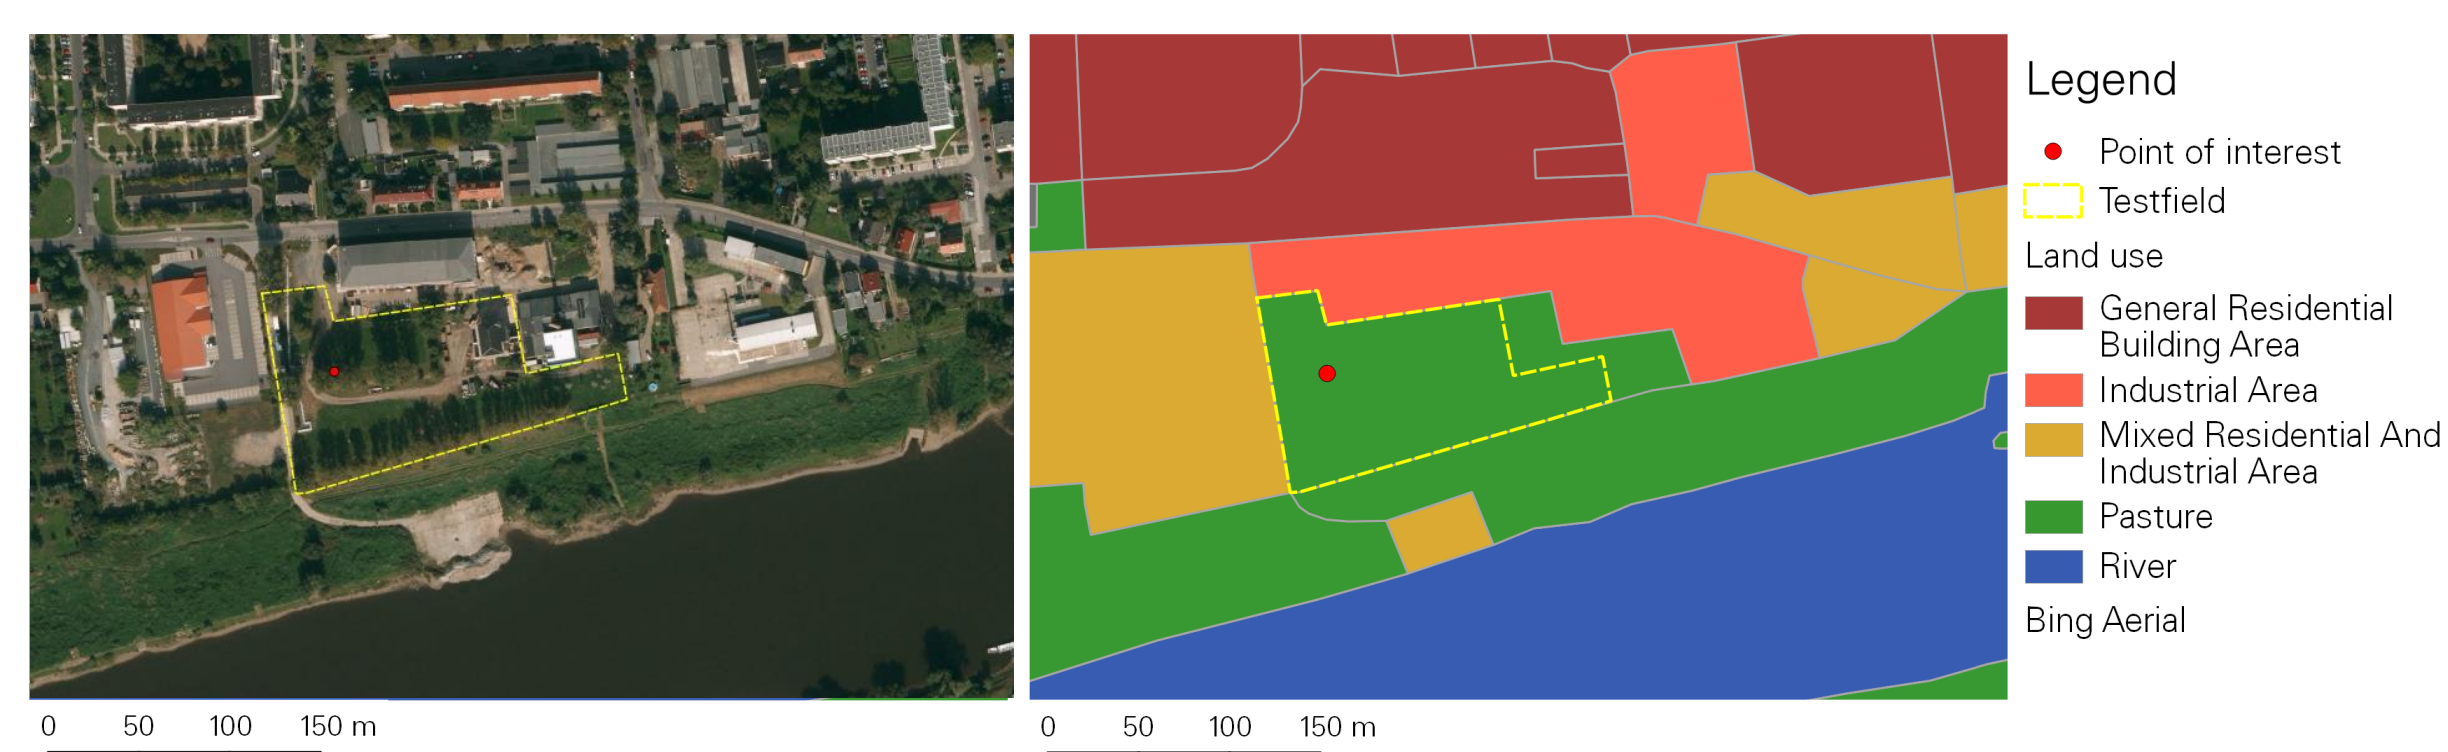 Legend
Point of interest
Testfield
Land use
General Residential
Building Area
Industrial Area
Mixed Residential And
Industrial Area
Pasture
River
Bing Aerial
0 50 100 150 m
0 50 100 150 m